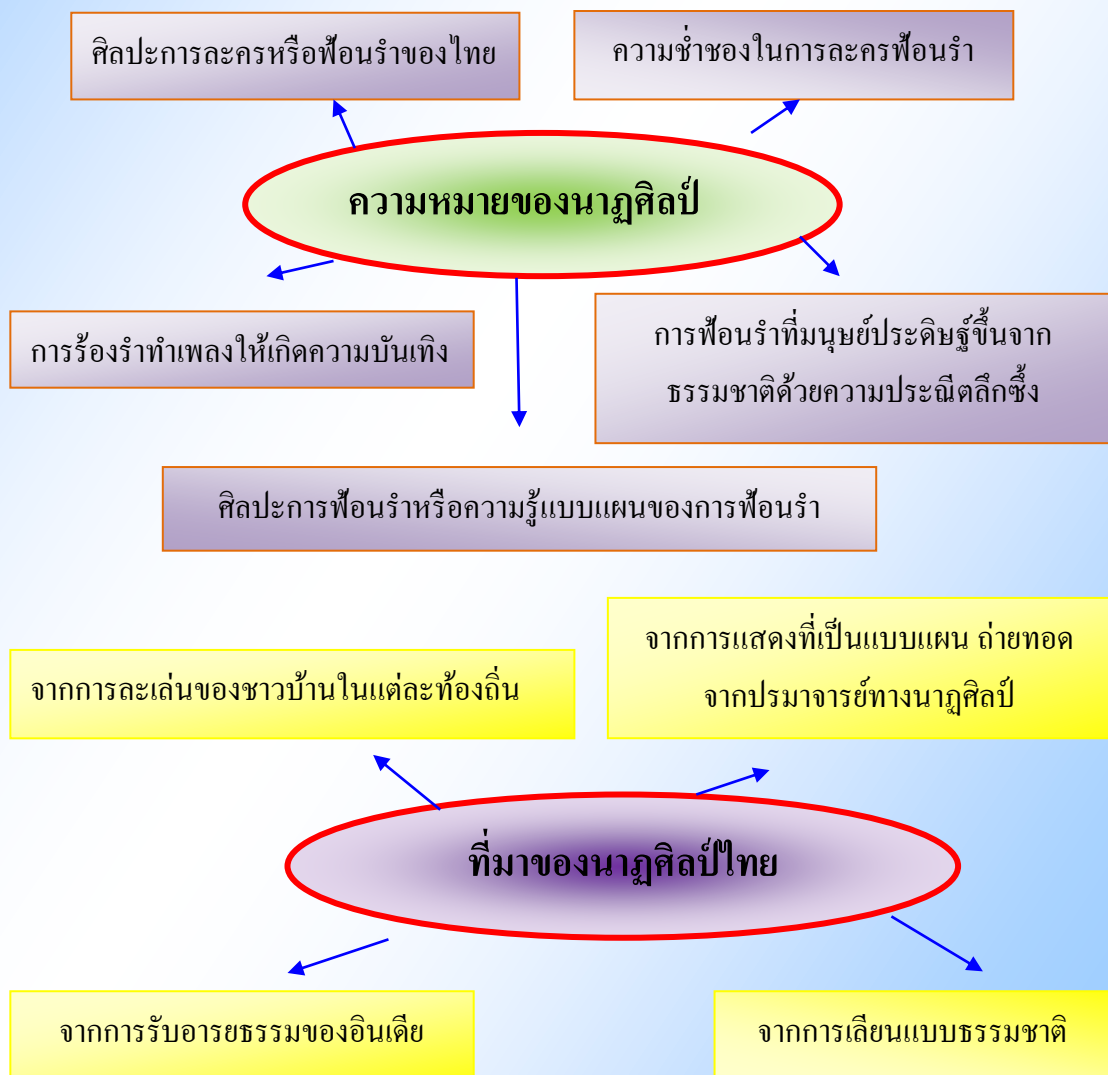 ศิลปะการละครหรือฟ้อนรำของไทย
ความช่ำชองในการละครฟ้อนรำ
ความหมายของนาฏศิลป์
การร้องรำทำเพลงให้เกิดความบันเทิง
การฟ้อนรำที่มนุษย์ประดิษฐ์ขึ้นจาก
ธรรมชาติด้วยความประณีตลึกซึ้ง
ศิลปะการฟ้อนรำหรือความรู้แบบแผนของการฟ้อนรำ
จากการละเล่นของชาวบ้านในแต่ละท้องถิ่น
จากการแสดงที่เป็นแบบแผน ถ่ายทอด
จากปรมาจารย์ทางนาฏศิลป์
ที่มาของนาฏศิลป์ไทย
จากการรับอารยธรรมของอินเดีย
จากการเลียนแบบธรรมชาติ